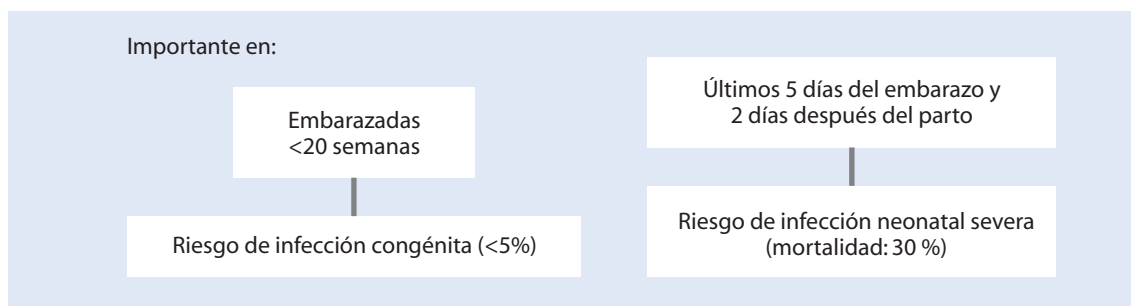 Importante en:
Embarazadas
<20 semanas
Riesgo de infección congénita (<5%)
Últimos 5 días del embarazo y
2 días después del parto
Riesgo de infección neonatal severa
(mortalidad: 30 %)